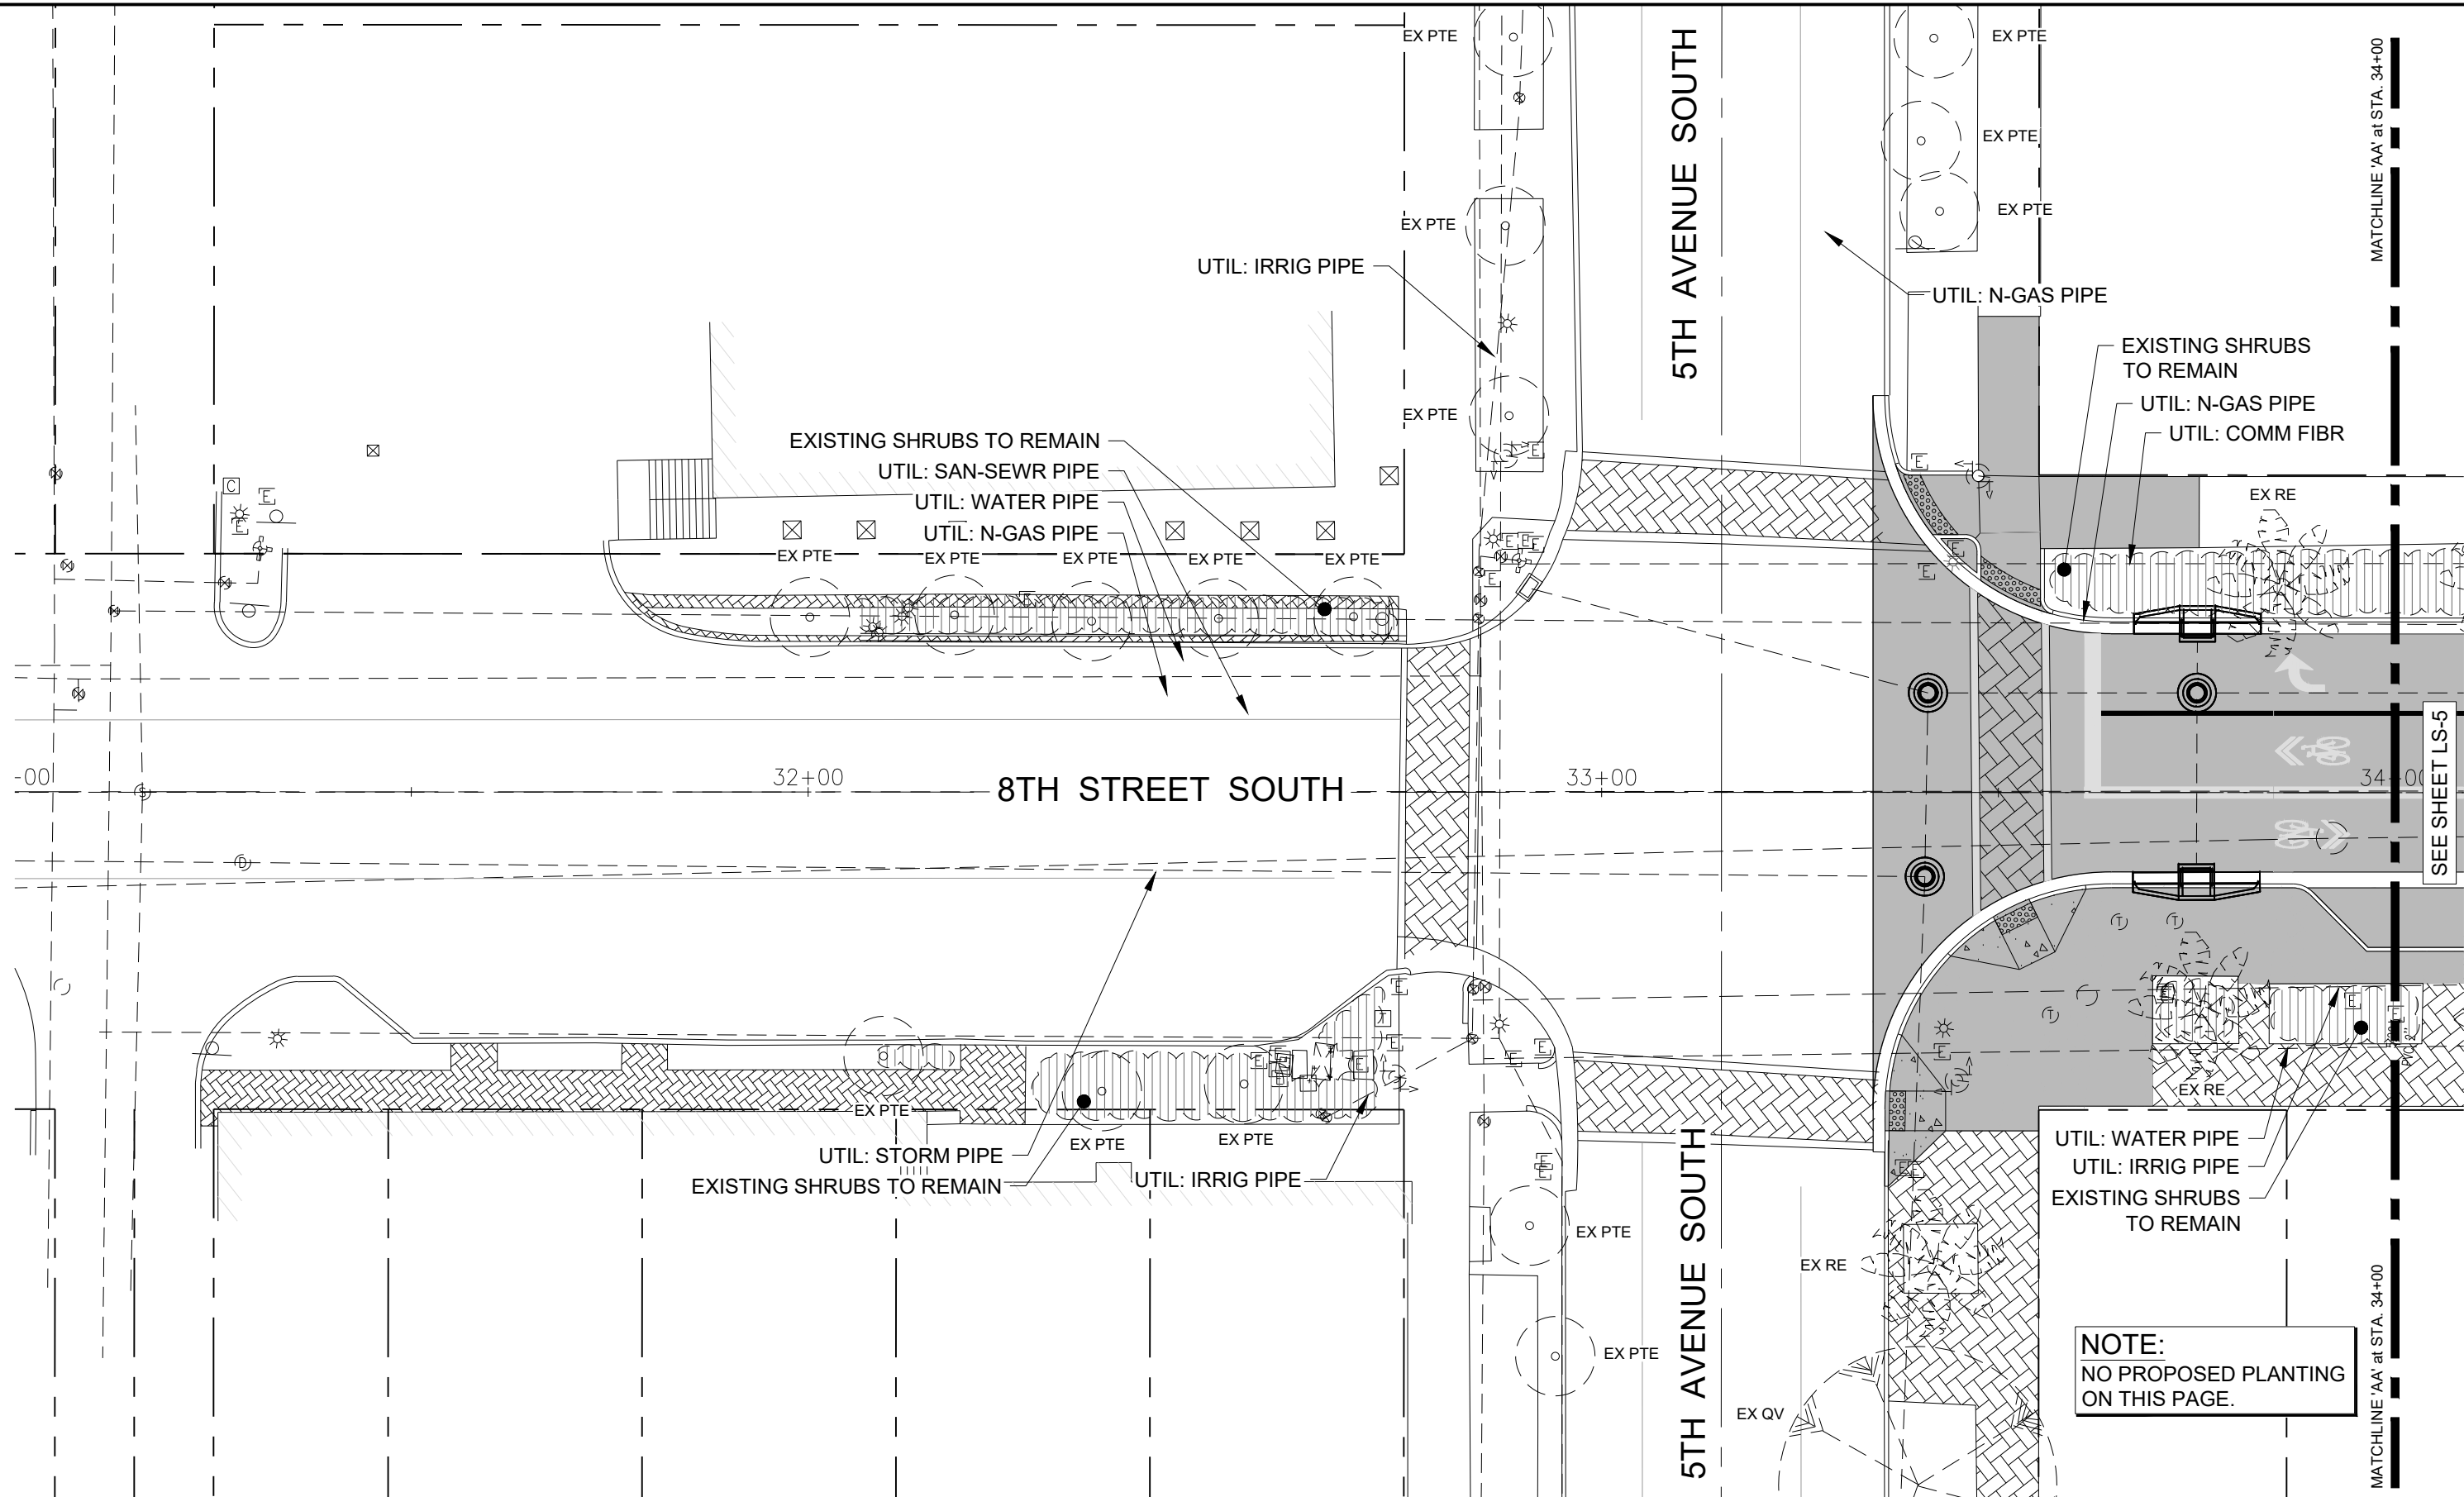 EX PTE
5TH AVENUE SOUTH
EX PTE
MATCHLINE 'AA' at STA. 34+00
EX PTE
EX PTE
EX PTE
UTIL: IRRIG PIPE
UTIL: N-GAS PIPE
EXISTING SHRUBS
TO REMAIN
UTIL: N-GAS PIPE
UTIL: COMM FIBR
EX PTE
EXISTING SHRUBS TO REMAIN
UTIL: SAN-SEWR PIPE
UTIL: WATER PIPE
UTIL: N-GAS PIPE
C
E
E
E
E
EX RE
EX PTE
EX PTE
EX PTE
EX PTE
EX PTE
E
E
E
E
E
E
E
SEE SHEET LS-5
-00
32+00
8TH STREET SOUTH
33+00
34+00
S
D
T
T
T
E
E
E
E
T
E
E
E
E
E
E
E
E
EX PTE
EX PTE
EX PTE
EX RE
UTIL: STORM PIPE
EXISTING SHRUBS TO REMAIN
UTIL: IRRIG PIPE
E
E
E
E
UTIL: WATER PIPE
UTIL: IRRIG PIPE
EXISTING SHRUBS
TO REMAIN
EX PTE
EX RE
EX PTE
5TH AVENUE SOUTH
EX QV
NOTE:
NO PROPOSED PLANTING
ON THIS PAGE.
MATCHLINE 'AA' at STA. 34+00